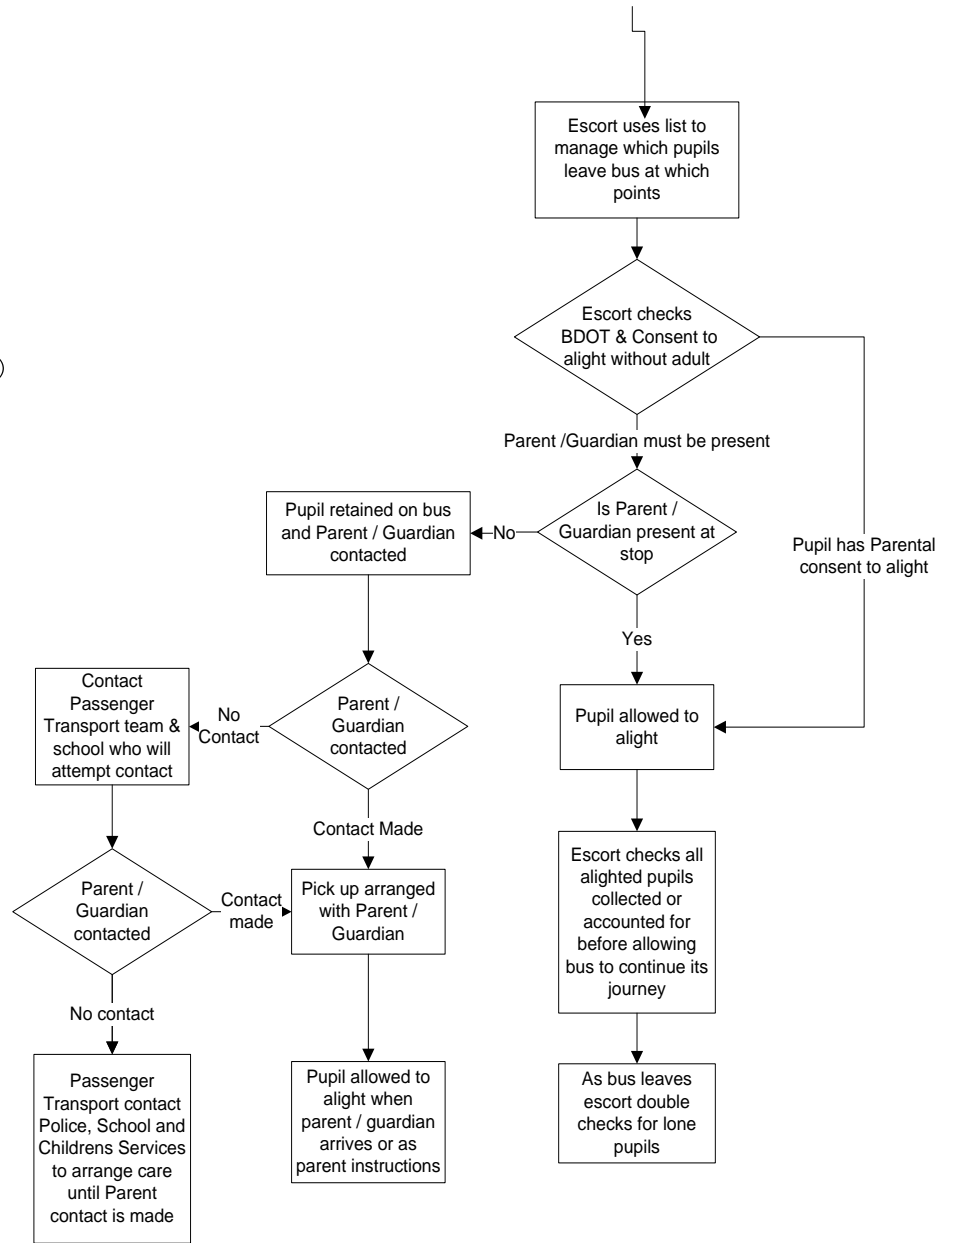 Escort uses list to
manage which pupils
leave bus at which
points
Escort checks
BDOT & Consent to
alight without adult
Parent /Guardian must be present
Is Parent /
Guardian present at
stop
No
Pupil retained on bus
and Parent / Guardian
contacted
Pupil has Parental
consent to alight
Yes
Pupil allowed to
alight
Parent /
Guardian
contacted
No
Contact
Contact
Passenger
Transport team &
school who will
attempt contact
Contact Made
Parent /
Guardian
contacted
Contact
made
Pick up arranged
with Parent /
Guardian
Escort checks all
alighted pupils
collected or
accounted for
before allowing
bus to continue its
journey
No contact
Passenger
Transport contact
Police, School and
Childrens Services
to arrange care
until Parent
contact is made
Pupil allowed to
alight when
parent / guardian
arrives or as
parent instructions
As bus leaves
escort double
checks for lone
pupils